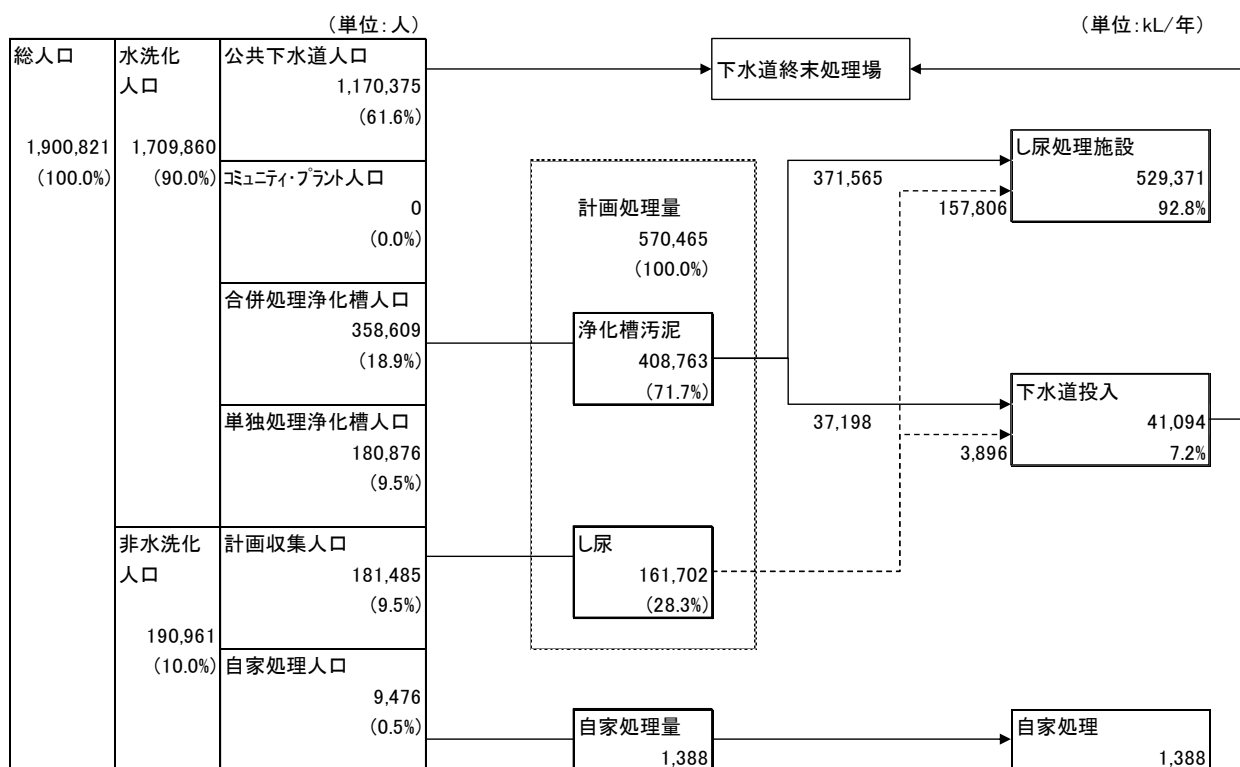 （単位：人）
（単位：kL/年）
総人口
1,900,821
(100.0%)
水洗化
人口
1,709,860
(90.0%)
公共下水道人口
1,170,375
(61.6%)
コミュニティ・プラント人口
0
(0.0%)
合併処理浄化槽人口
358,609
(18.9%)
単独処理浄化槽人口
180,876
(9.5%)
非水洗化
人口
190,961
(10.0%)
計画収集人口
181,485
(9.5%)
自家処理人口
9,476
(0.5%)
計画処理量
570,465
(100.0%)
浄化槽汚泥
408,763
(71.7%)
し尿
161,702
(28.3%)
自家処理量
1,388
下水道終末処理場
371,565
157,806
し尿処理施設
529,371
92.8%
37,198
3,896
下水道投入
41,094
7.2%
自家処理
1,388